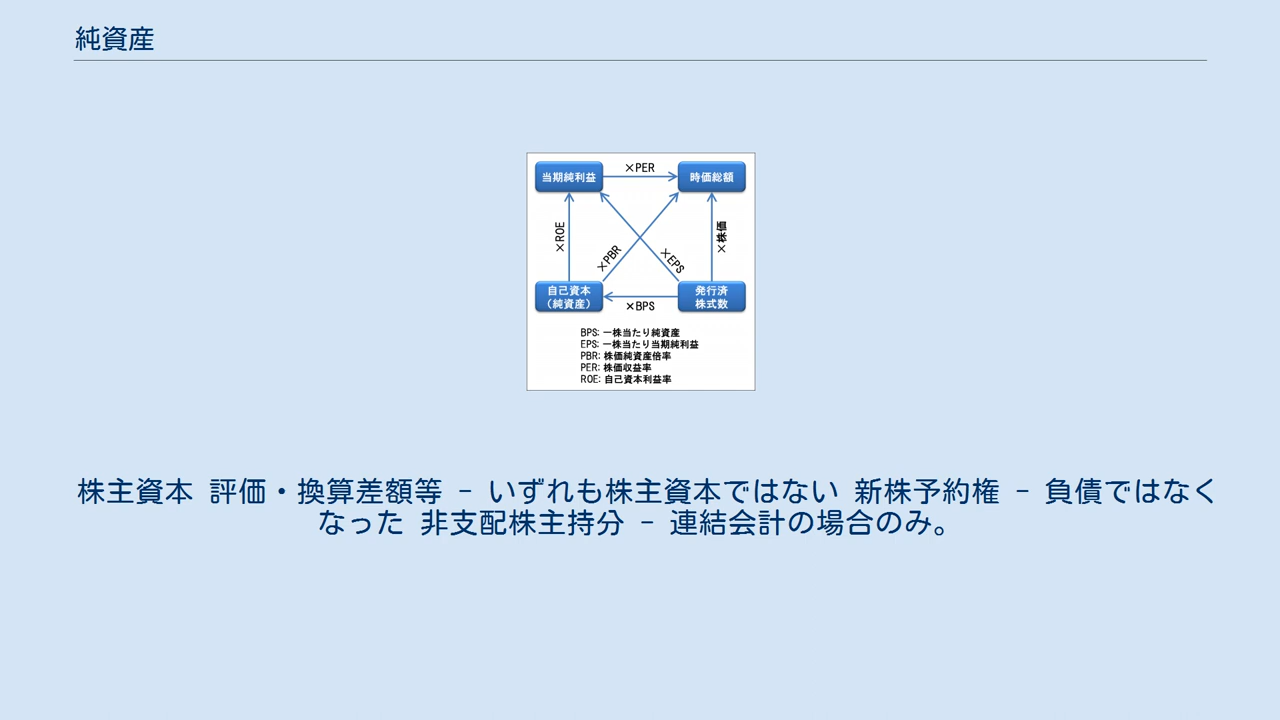 純資産
×PER
当期純利益
時価総額
×ROE
×PBR
×EPS
×株価
自己資本
（純資産）
発行済
株式数
×BPS
BPS: 一株当たり純資産
EPS: 一株当たり当期純利益
PBR: 株価純資産倍率
PER: 株価収益率
ROE: 自己資本利益率
株主資本 評価・換算差額等 - いずれも株主資本ではない 新株予約権 - 負債ではなく
なった 非支配株主持分 - 連結会計の場合のみ。